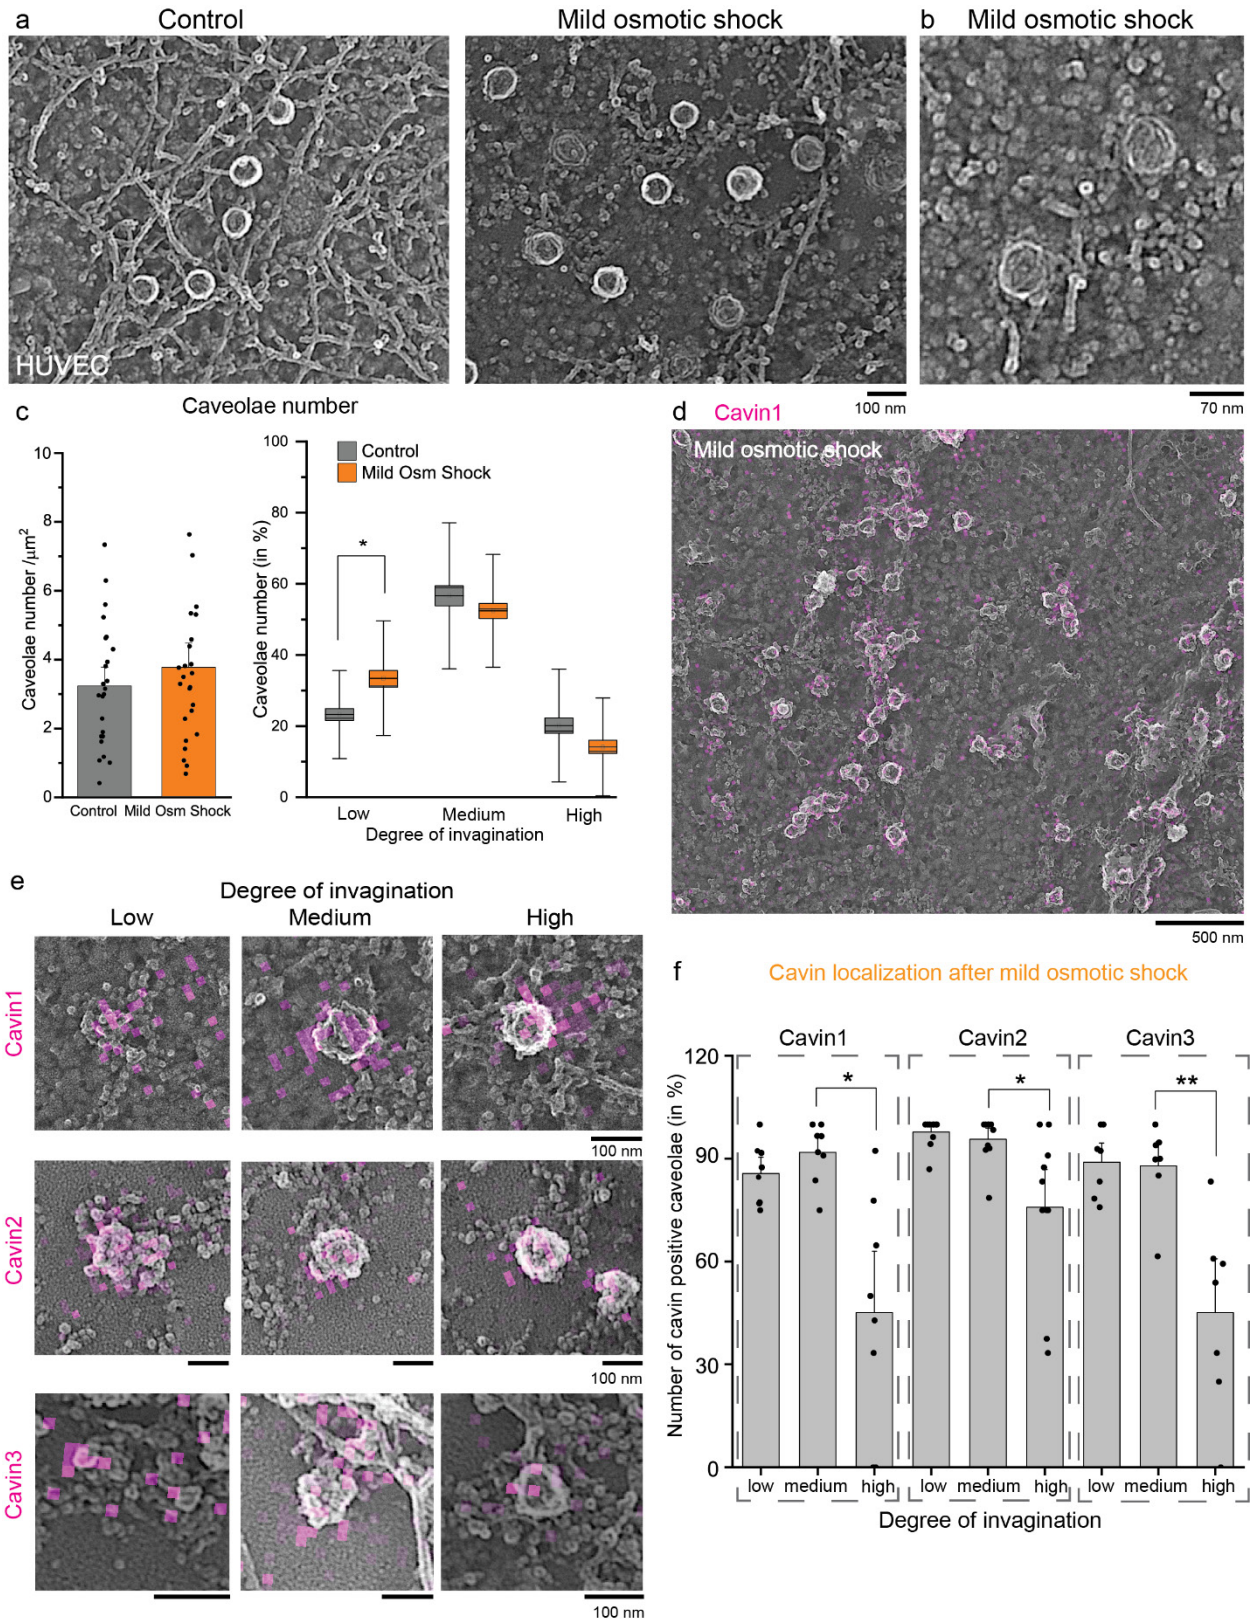 a
Control
Mild osmotic shock
b
Mild osmotic shock
HUVEC
100 nm
70 nm
c
Caveolae number
Caveolae number /μm²
10
8
6
4
2
0
Control
Mild Osm Shock
Caveolae number (in %)
100
80
60
40
20
0
Control
Mild Osm Shock
*
Low
Medium
High
Degree of invagination
d
Cavin1
Mild osmotic shock
500 nm
e
Degree of invagination
Low
Medium
High
Cavin1
100 nm
Cavin2
100 nm
Cavin3
100 nm
f
Cavin localization after mild osmotic shock
Cavin1
Cavin2
Cavin3
Number of cavin positive caveolae (in %)
120
90
60
30
0
*
*
**
low
medium
high
low
medium
high
low
medium
high
Degree of invagination